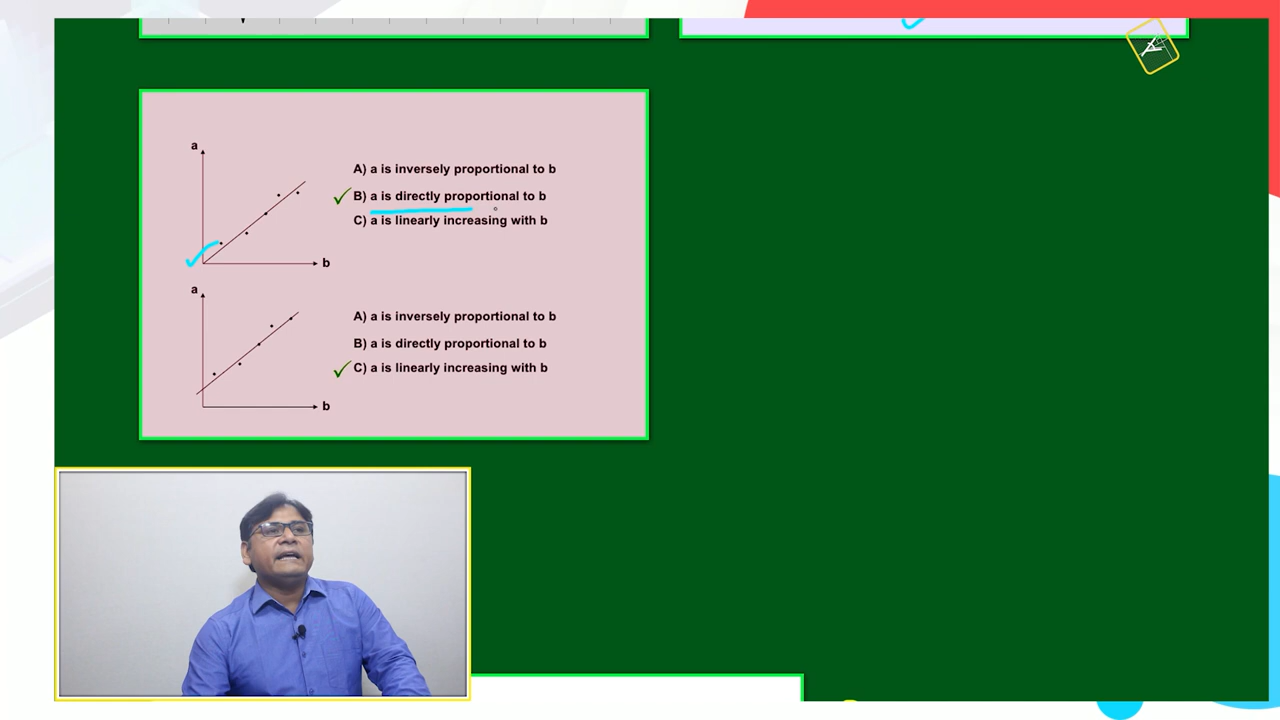 a
A) a is inversely proportional to b
B) a is directly proportional to b
C) a is linearly increasing with b
b
a
A) a is inversely proportional to b
B) a is directly proportional to b
C) a is linearly increasing with b
b